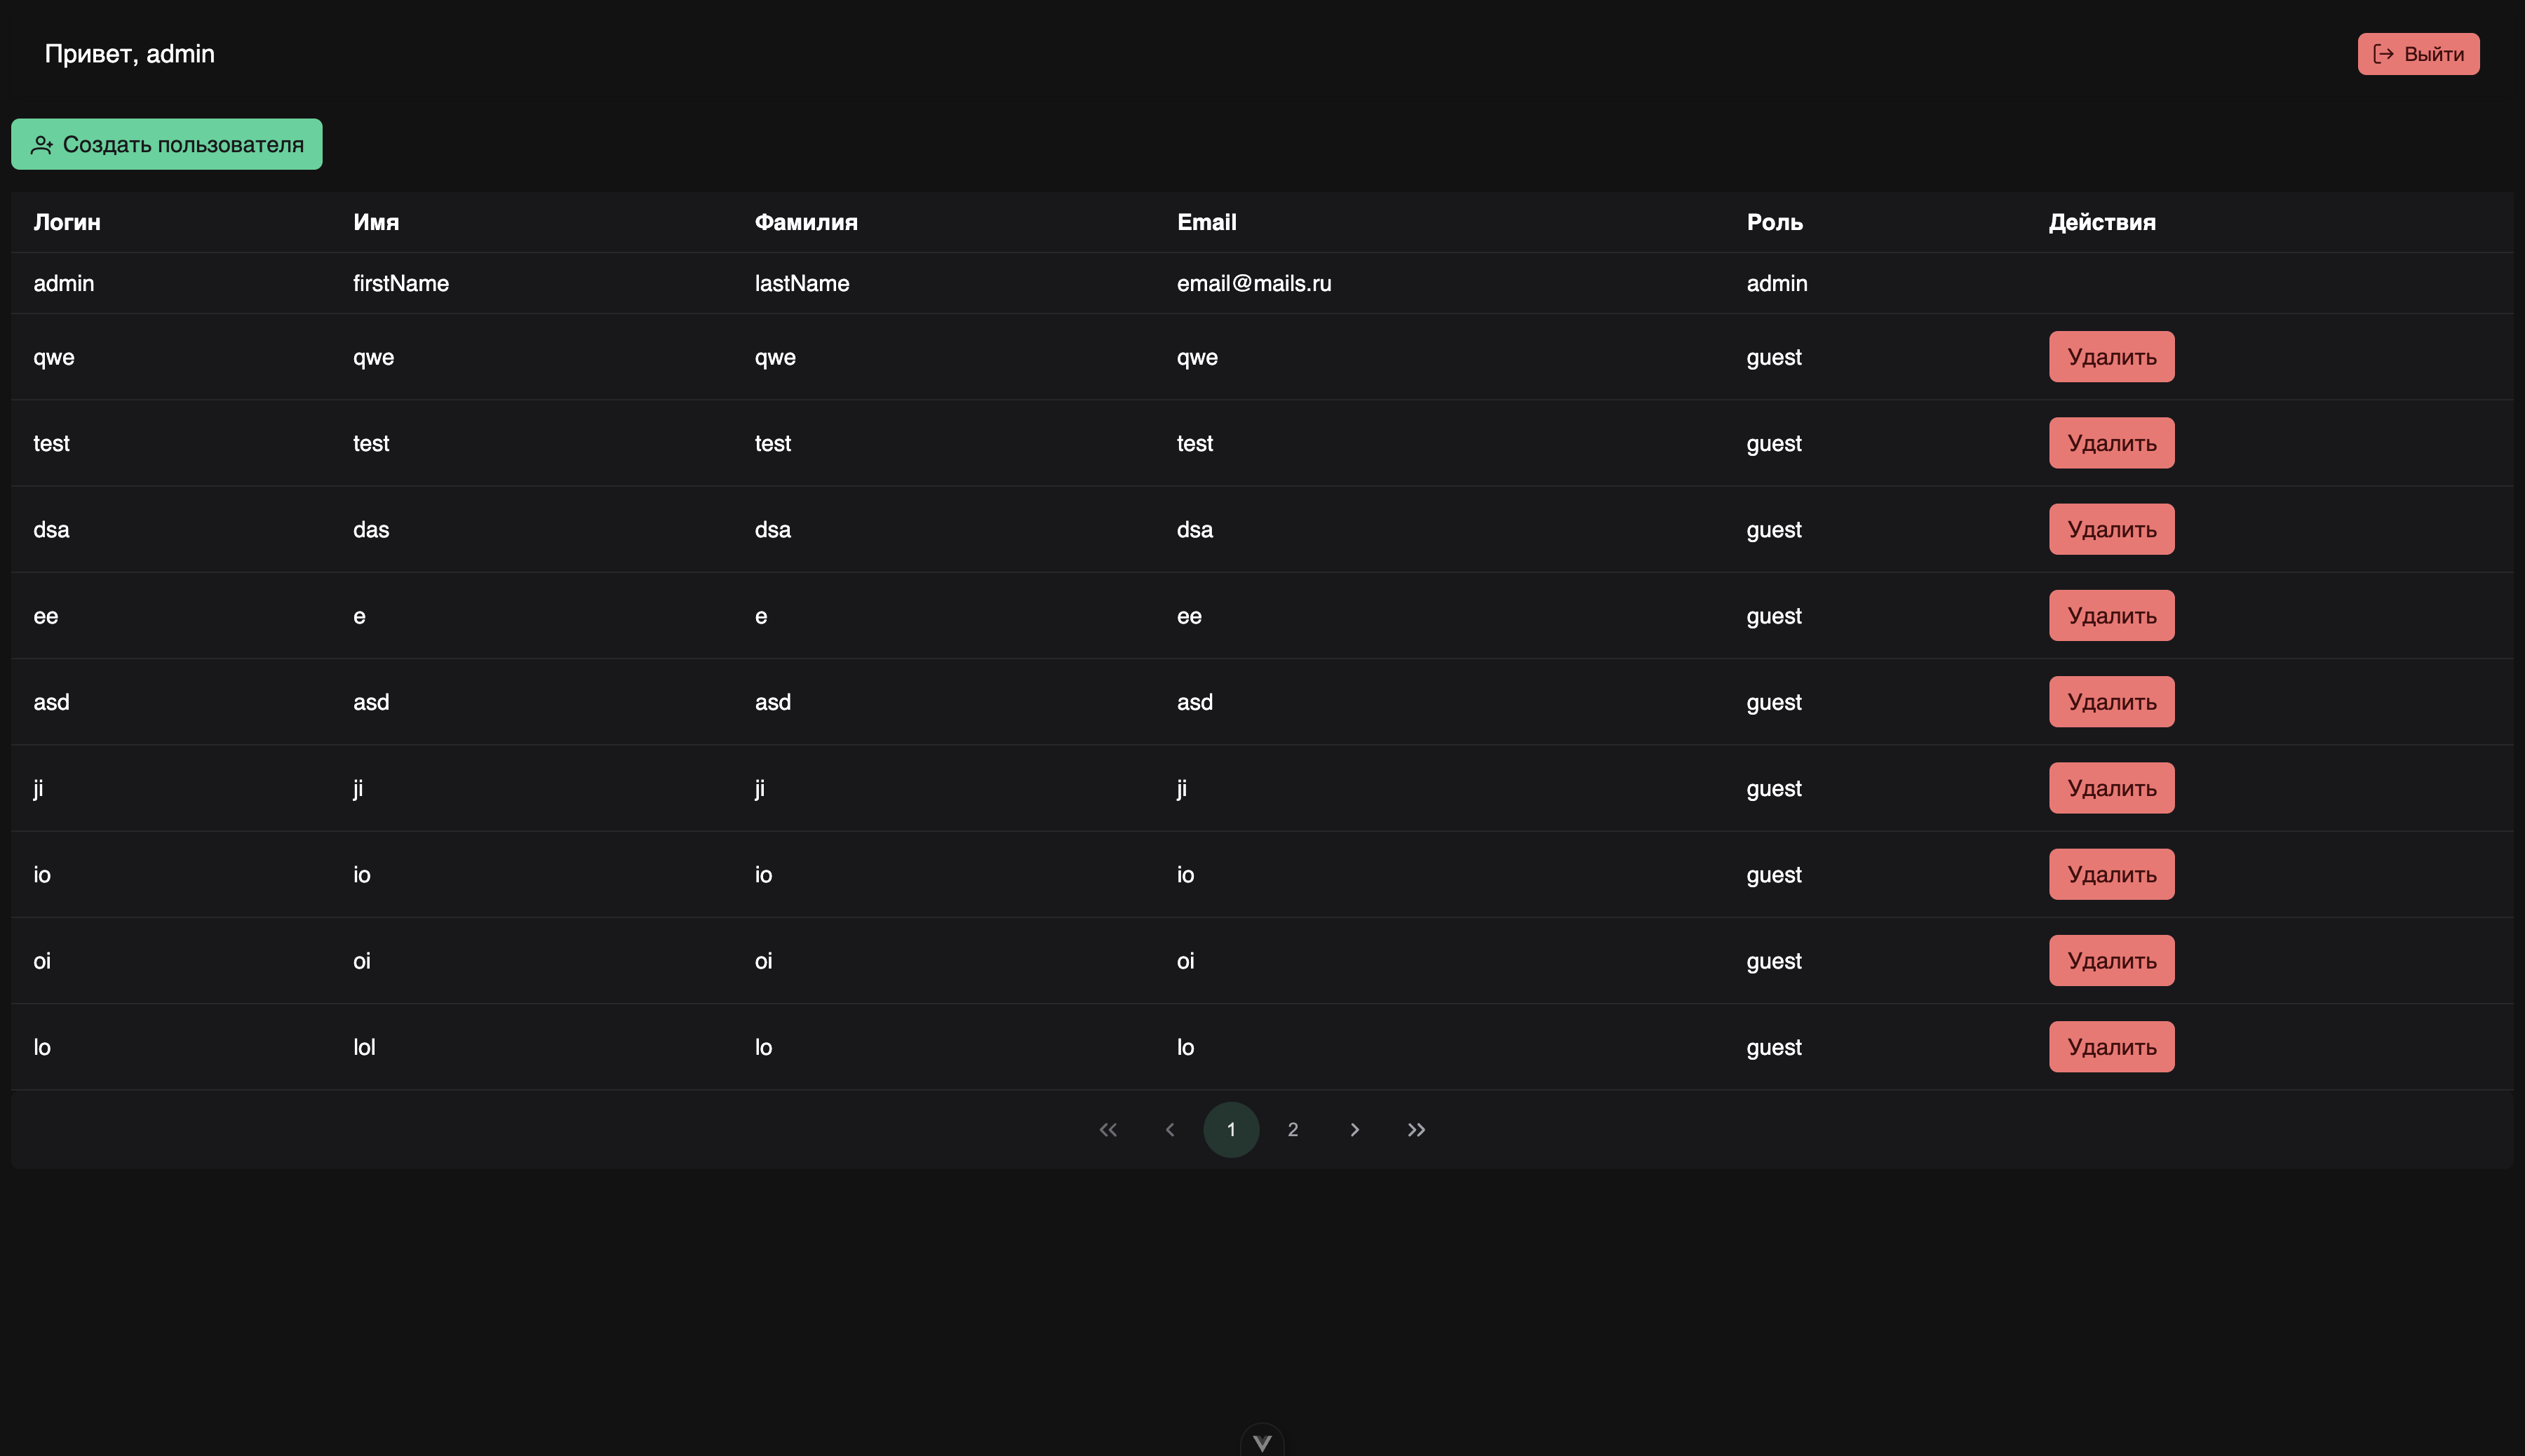 Привет, admin
Выйти
Создать пользователя
Логин Имя Фамилия Email Роль Действия
admin firstName lastName email@mails.ru admin
qwe qwe qwe qwe guest Удалить
test test test test guest Удалить
dsa das dsa dsa guest Удалить
ee e e ee guest Удалить
asd asd asd asd guest Удалить
ji ji ji ji guest Удалить
io io io io guest Удалить
oi oi oi oi guest Удалить
lo lol lo lo guest Удалить
1 2